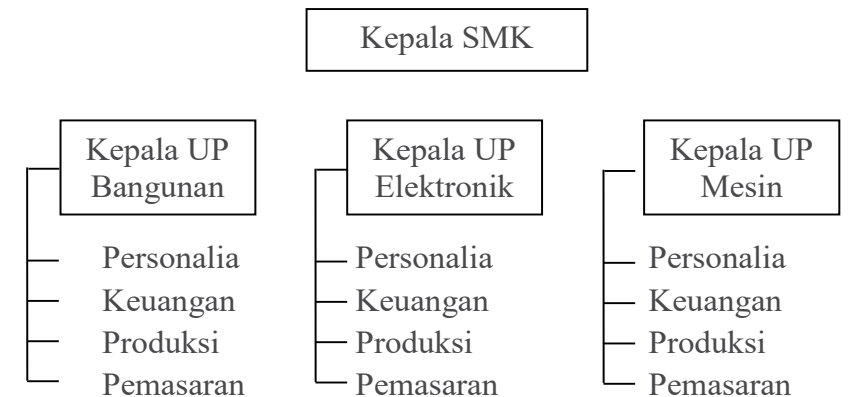 Kepala SMK
Kepala UP
Bangunan
Personalia
Keuangan
Produksi
Pemasaran
Kepala UP
Elektronik
Personalia
Keuangan
Produksi
Pemasaran
Kepala UP
Mesin
Personalia
Keuangan
Produksi
Pemasaran